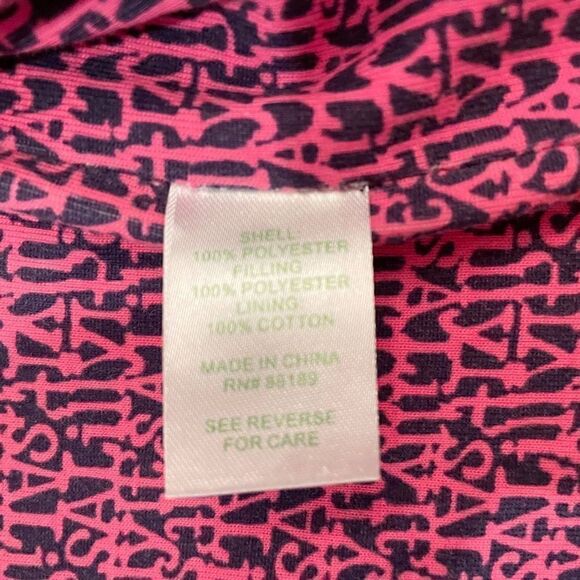 SHELL:
100% POLYESTER
FILLING
100% POLYESTER
LINING:
100% COTTON
MADE IN CHINA
RN# 88189
SEE REVERSE
FOR CARE